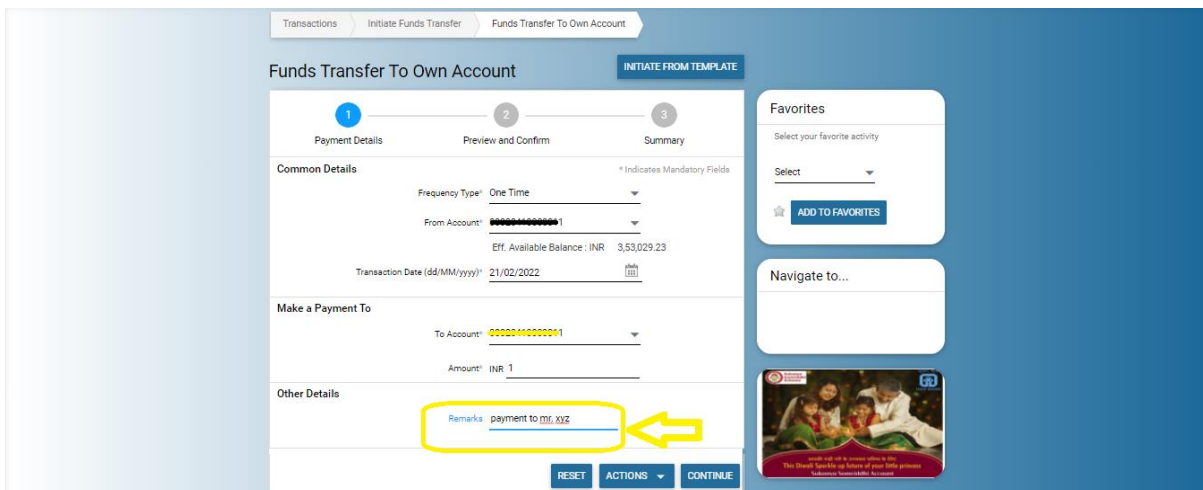 Transactions
Initiate Funds Transfer
Funds Transfer To Own Account
Funds Transfer To Own Account
INITIATE FROM TEMPLATE
1
2
3
Payment Details
Preview and Confirm
Summary
Common Details
* Indicates Mandatory Fields
Frequency Type* One Time
From Account*
Eff. Available Balance : INR 3,53,029.23
Transaction Date (dd/MM/yyyy)* 21/02/2022
Make a Payment To
To Account*
Amount* INR 1
Other Details
Remarks payment to mr. xyz
RESET
ACTIONS
CONTINUE
Favorites
Select your favorite activity
Select
ADD TO FAVORITES
Navigate to...
This Diwali Sparkle up future of your little princess
Sukanya Samriddhi Account